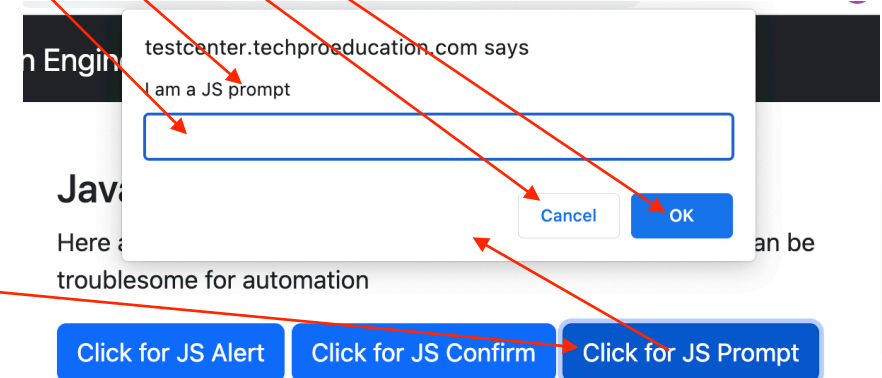 n Engin
testcenter.techproeducation.com says
I am a JS prompt
Cancel
OK
Java
Here a
an be
troublesome for automation
Click for JS Alert
Click for JS Confirm
Click for JS Prompt